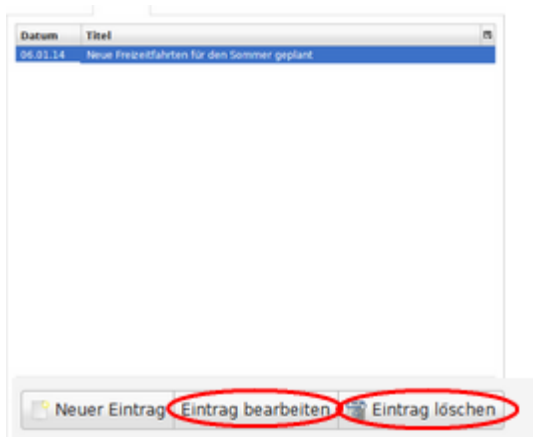 Datum Titel
06.01.14 Neue Freizeitfahrten für den Sommer geplant
Neuer Eintrag Eintrag bearbeiten Eintrag löschen